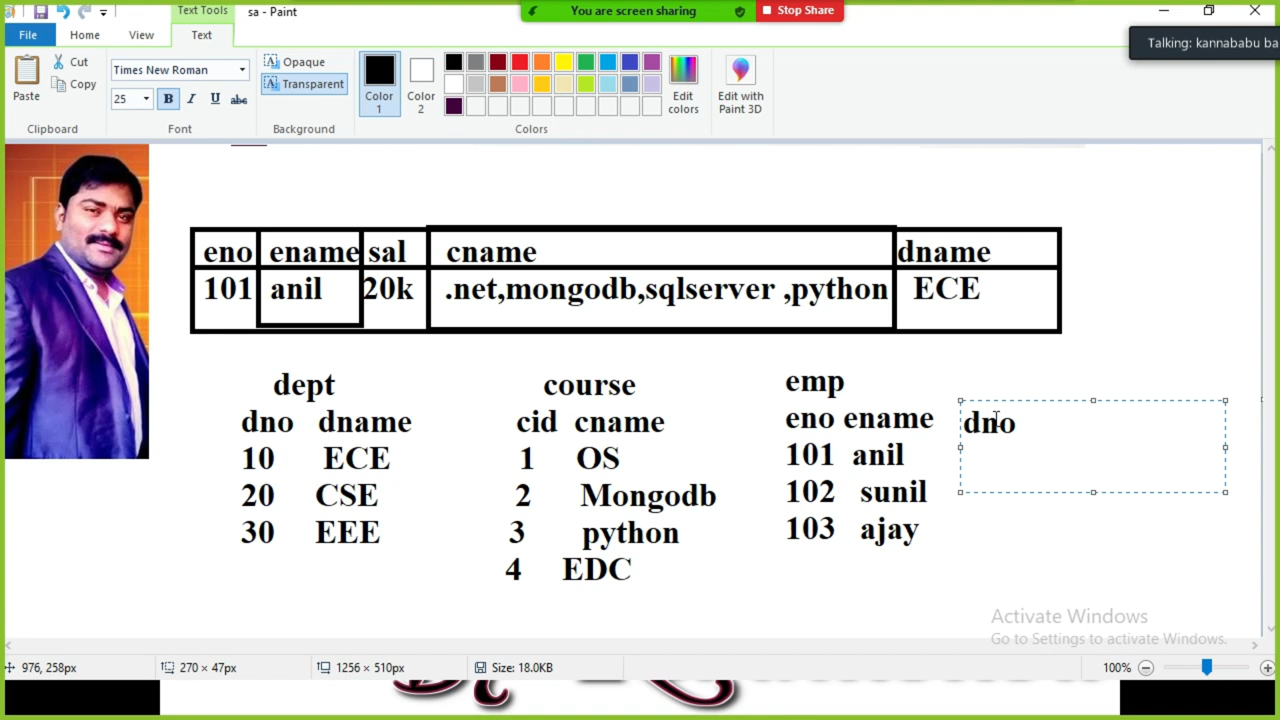 Text Tools
sa - Paint
You are screen sharing
Stop Share
File
Home
View
Text
Talking: kannababu ba
Paste
Cut
Copy
Clipboard
Times New Roman
25
B I U abc
Font
Opaque
Transparent
Background
Color 1
Color 2
Edit colors
Colors
Edit with Paint 3D
eno ename sal cname dname
101 anil 20k .net,mongodb,sqlserver ,python ECE
dept
dno dname
10 ECE
20 CSE
30 EEE
course
cid cname
1 OS
2 Mongodb
3 python
4 EDC
emp
eno ename dno
101 anil
102 sunil
103 ajay
Activate Windows
Go to Settings to activate Windows.
976, 258px
270 × 47px
1256 × 510px
Size: 18.0KB
100%